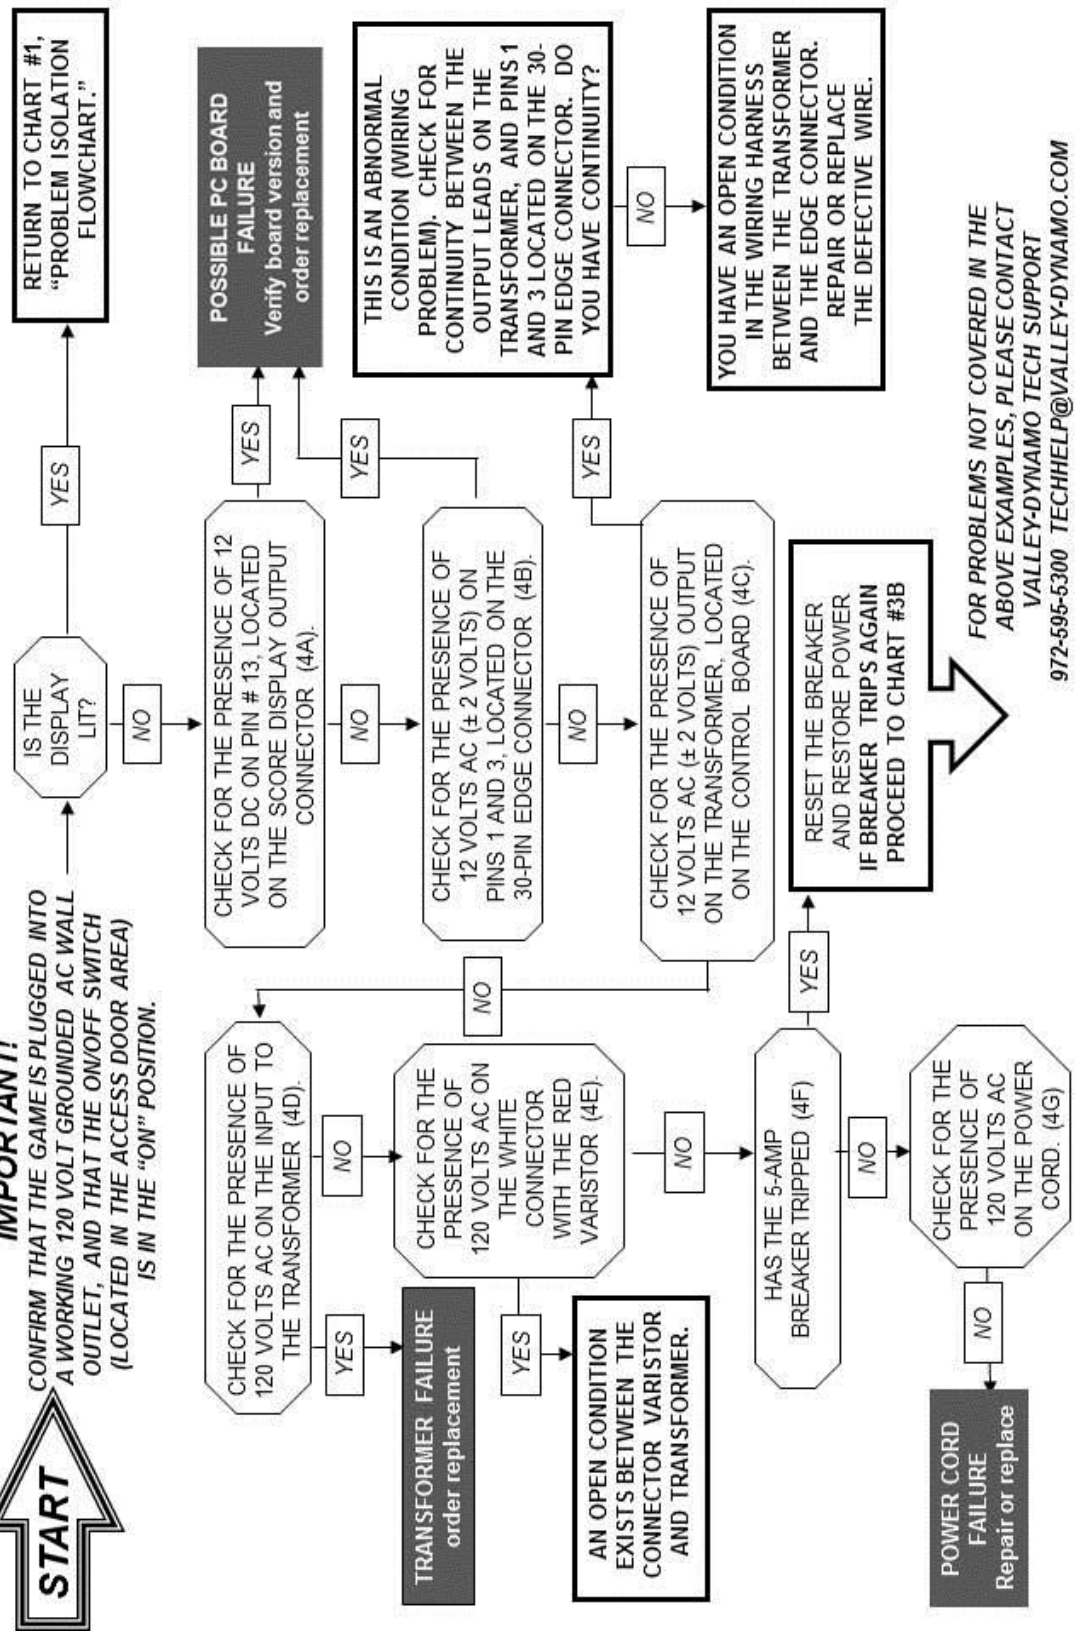 START
IMPORTANT!
CONFIRM THAT THE GAME IS PLUGGED INTO
A WORKING 120 VOLT GROUNDED AC WALL
OUTLET, AND THAT THE ON/OFF SWITCH
(LOCATED IN THE ACCESS DOOR AREA)
IS IN THE "ON" POSITION.
IS THE
DISPLAY
LIT?
YES
RETURN TO CHART #1,
"PROBLEM ISOLATION
FLOWCHART."
NO
CHECK FOR THE PRESENCE OF 12
VOLTS DC ON PIN # 13, LOCATED
ON THE SCORE DISPLAY OUTPUT
CONNECTOR (4A).
YES
POSSIBLE PC BOARD
FAILURE
Verify board version and
order replacement
NO
CHECK FOR THE PRESENCE OF
12 VOLTS AC (± 2 VOLTS) ON
PINS 1 AND 3, LOCATED ON THE
30-PIN EDGE CONNECTOR (4B).
YES
NO
CHECK FOR THE PRESENCE OF
12 VOLTS AC (± 2 VOLTS) OUTPUT
ON THE TRANSFORMER, LOCATED
ON THE CONTROL BOARD (4C).
YES
THIS IS AN ABNORMAL
CONDITION (WIRING
PROBLEM). CHECK FOR
CONTINUITY BETWEEN THE
OUTPUT LEADS ON THE
TRANSFORMER, AND PINS 1
AND 3 LOCATED ON THE 30-
PIN EDGE CONNECTOR. DO
YOU HAVE CONTINUITY?
NO
YOU HAVE AN OPEN CONDITION
IN THE WIRING HARNESS
BETWEEN THE TRANSFORMER
AND THE EDGE CONNECTOR.
REPAIR OR REPLACE
THE DEFECTIVE WIRE.
NO
CHECK FOR THE PRESENCE OF
120 VOLTS AC ON THE INPUT TO
THE TRANSFORMER (4D).
YES
TRANSFORMER FAILURE
order replacement
NO
CHECK FOR THE
PRESENCE OF
120 VOLTS AC ON
THE WHITE
CONNECTOR
WITH THE RED
VARISTOR (4E).
YES
AN OPEN CONDITION
EXISTS BETWEEN THE
CONNECTOR VARISTOR
AND TRANSFORMER.
NO
HAS THE 5-AMP
BREAKER TRIPPED (4F)
YES
RESET THE BREAKER
AND RESTORE POWER
IF BREAKER TRIPS AGAIN
PROCEED TO CHART #3B
NO
CHECK FOR THE
PRESENCE OF
120 VOLTS AC
ON THE POWER
CORD. (4G)
NO
POWER CORD
FAILURE
Repair or replace
FOR PROBLEMS NOT COVERED IN THE
ABOVE EXAMPLES, PLEASE CONTACT
VALLEY-DYNAMO TECH SUPPORT
972-595-5300 TECHHELP@VALLEY-DYNAMO.COM